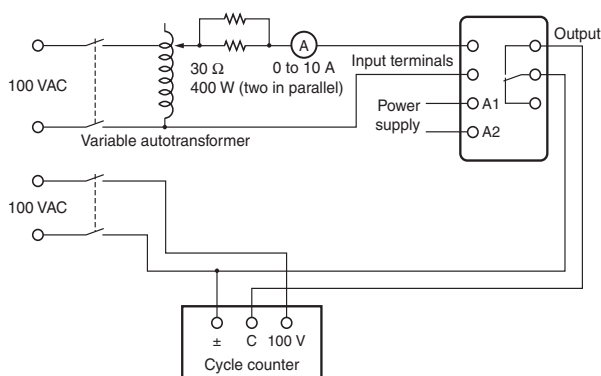 Output
100 VAC
30 Ω
400 W (two in parallel)
A
0 to 10 A
Input terminals
Power
supply
A1
A2
Variable autotransformer
100 VAC
± C 100 V
Cycle counter